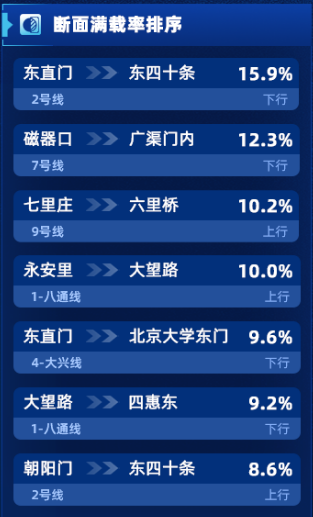 断面满载率排序
东直门 东四十条 15.9%
2号线 下行
磁器口 广渠门内 12.3%
7号线 下行
七里庄 六里桥 10.2%
9号线 上行
永安里 大望路 10.0%
1-八通线 上行
东直门 北京大学东门 9.6%
4-大兴线 下行
大望路 四惠东 9.2%
1-八通线 下行
朝阳门 东四十条 8.6%
2号线 上行